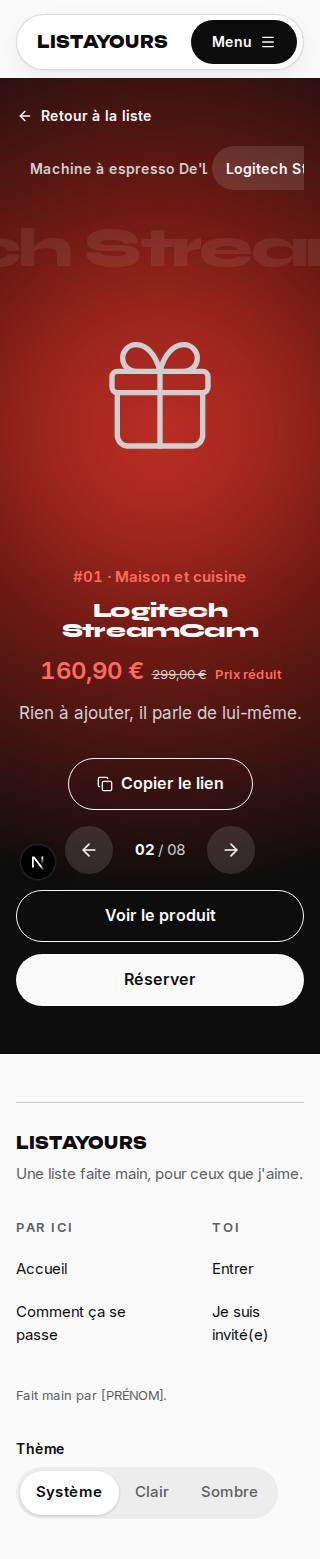 LISTAYOURS
Menu
Retour à la liste
Machine à espresso De'L
Logitech St
ch Stream
#01 · Maison et cuisine
Logitech
StreamCam
160,90 € 299,00 € Prix réduit
Rien à ajouter, il parle de lui-même.
Copier le lien
02 / 08
Voir le produit
Réserver
LISTAYOURS
Une liste faite main, pour ceux que j'aime.
PAR ICI
TOI
Accueil
Entrer
Comment ça se
passe
Je suis
invité(e)
Fait main par [PRÉNOM].
Thème
Système
Clair
Sombre